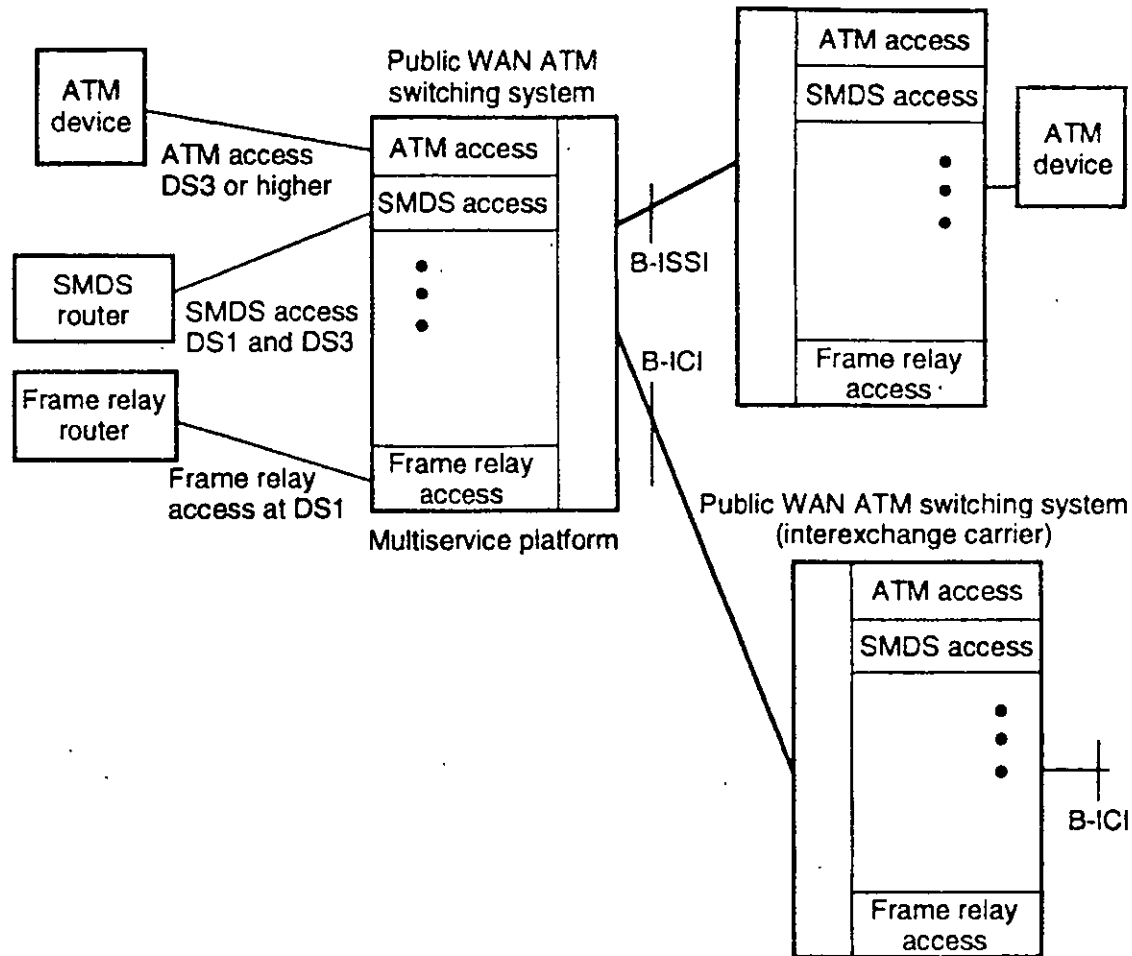 ATM
device
ATM access
DS3 or higher
SMDS
router
SMDS access
DS1 and DS3
Frame relay
router
Frame relay
access at DS1
Public WAN ATM
switching system
ATM access
SMDS access
Frame relay
access
Multiservice platform
B-ISSI
B-ICI
ATM access
SMDS access
Frame relay
access
ATM
device
Public WAN ATM switching system
(interexchange carrier)
ATM access
SMDS access
Frame relay
access
B-ICI